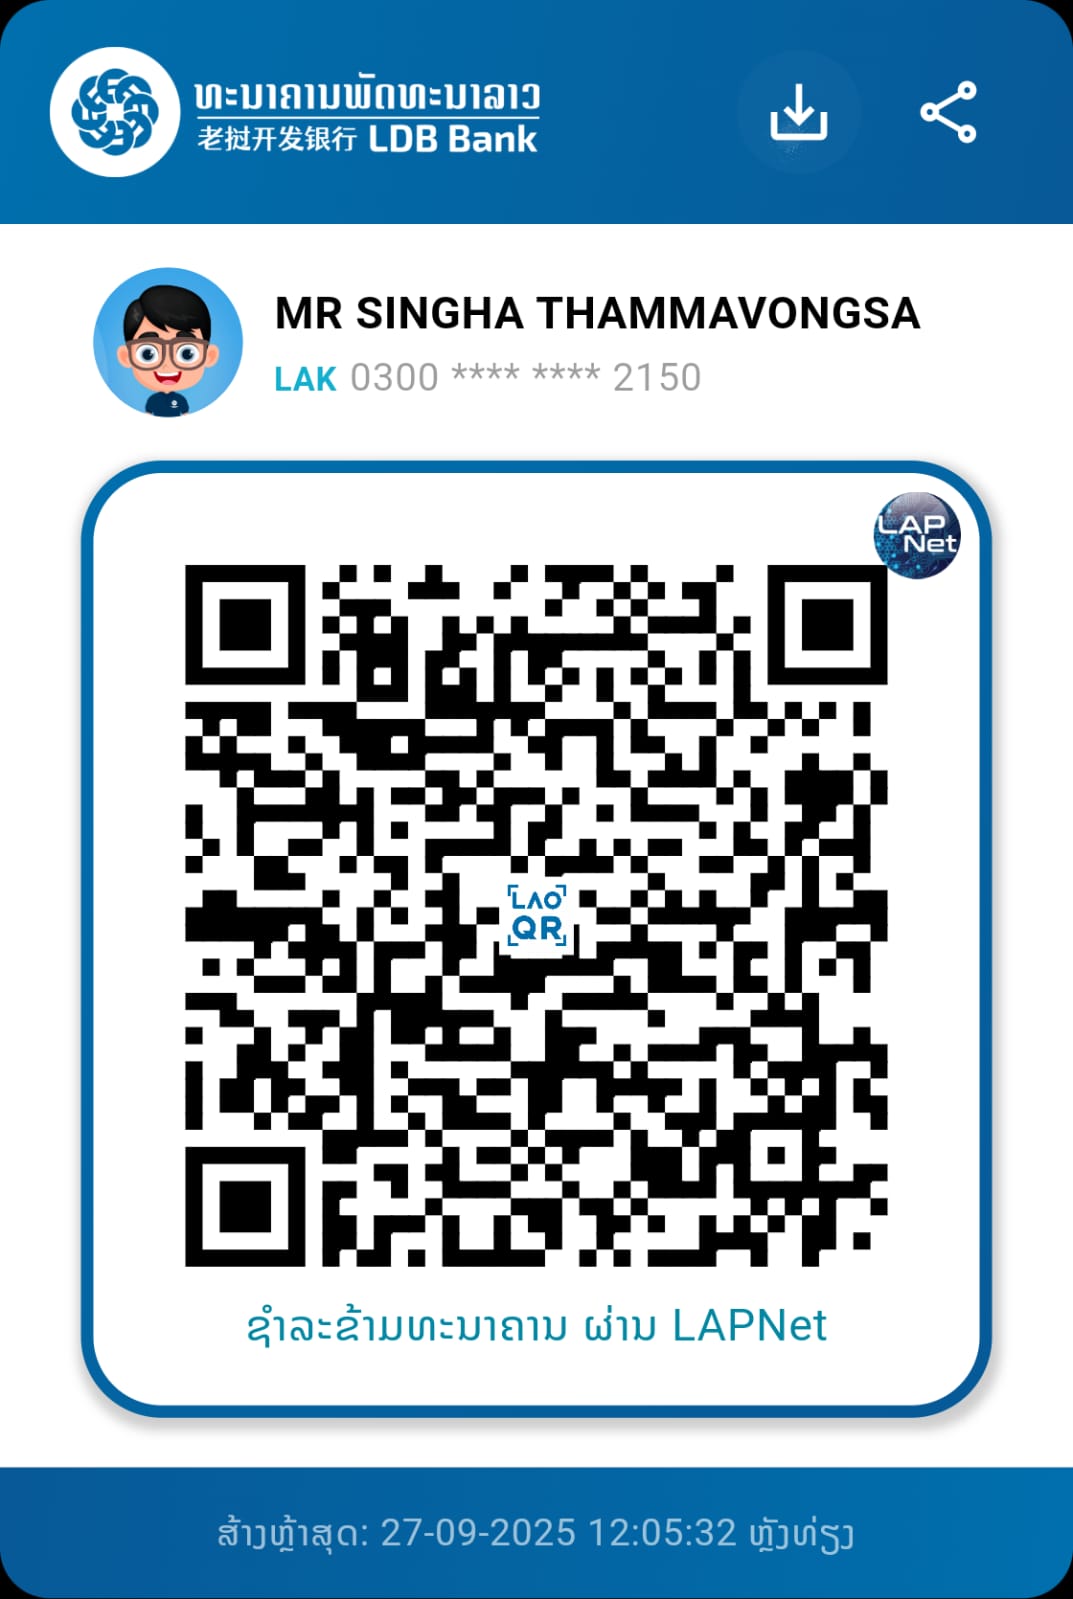 ທະນາຄານພັດທະນາລາວ
老挝开发银行 LDB Bank
MR SINGHA THAMMAVONGSA
LAK 0300 **** **** 2150
LAP
Net
LAO
QR
ຊຳລະຂ້າມທະນາຄານ ຜ່ານ LAPNet
ສ້າງຫຼ້າສຸດ: 27-09-2025 12:05:32 ຫຼັງທ່ຽງ